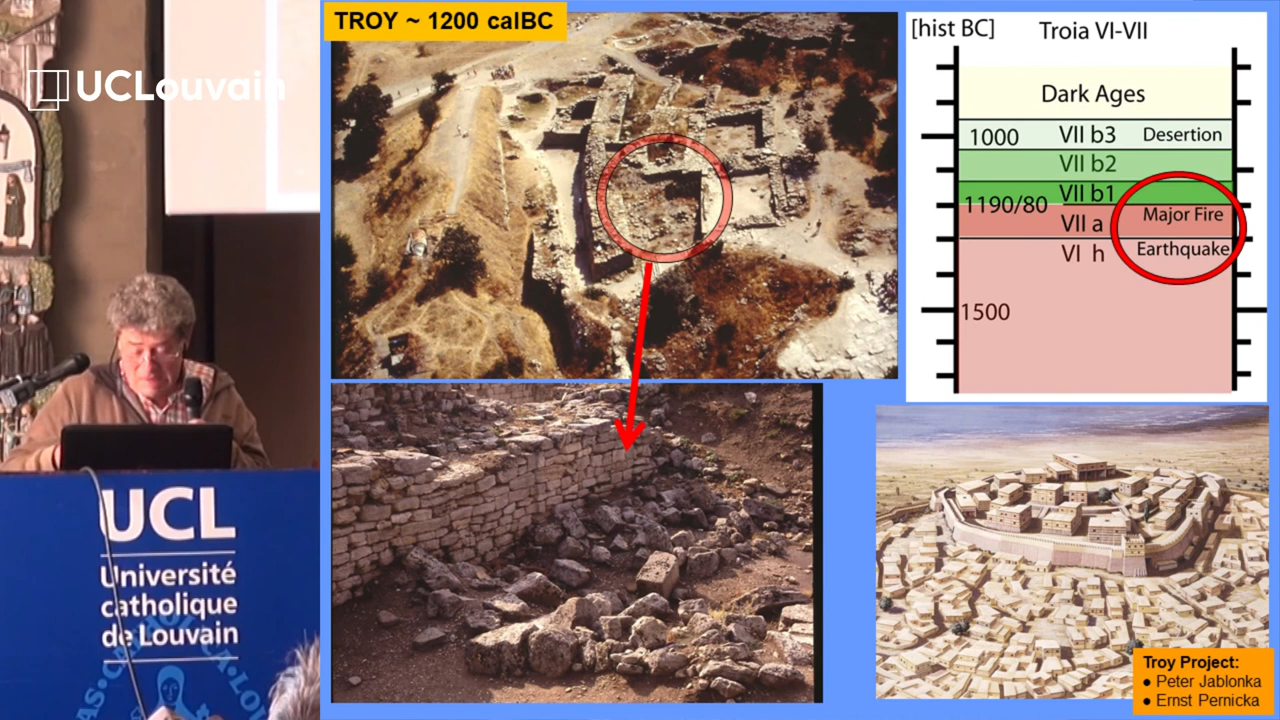 UCLouvain
UCL
Université
catholique
de Louvain
TROY ~ 1200 calBC
[hist BC]
Troia VI-VII
Dark Ages
1000
VII b3
Desertion
VII b2
VII b1
1190/80
Major Fire
VII a
Earthquake
VI h
1500
Troy Project:
● Peter Jablonka
● Ernst Pernicka